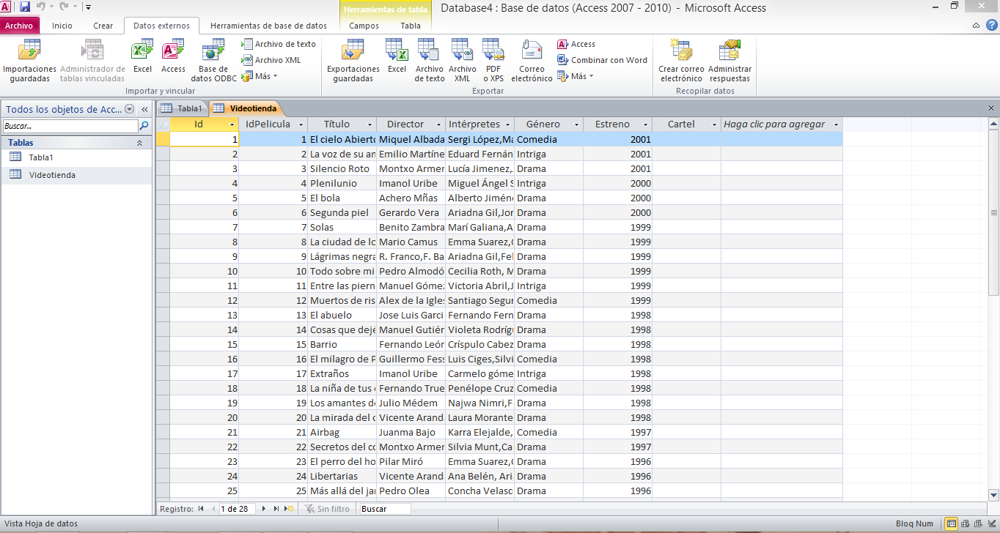 Herramientas de tabla
Database4 : Base de datos (Access 2007 - 2010) - Microsoft Access
Archivo Inicio Crear Datos externos Herramientas de base de datos Campos Tabla
Importaciones guardadas
Administrador de tablas vinculadas
Excel
Access
Base de datos ODBC
Archivo de texto
Archivo XML
Más
Importar y vincular
Exportaciones guardadas
Excel
Archivo de texto
Archivo XML
PDF o XPS
Correo electrónico
Access
Combinar con Word
Más
Exportar
Crear correo electrónico
Administrar respuestas
Recopilar datos
Todos los objetos de Acc...
Buscar...
Tablas
Tabla1
Videotienda
Tabla1 Videotienda
Id IdPelicula Título Director Intérpretes Género Estreno Cartel Haga clic para agregar
1 1 El cielo Abierto Miquel Albada Sergi López,Ma Comedia 2001
2 2 La voz de su an Emilio Martíne Eduard Fernán Intriga 2001
3 3 Silencio Roto Montxo Armer Lucía Jimenez,. Drama 2001
4 4 Plenilunio Imanol Uribe Miguel Ángel S Intriga 2000
5 5 El bola Achero Mñas Alberto Jiméne Drama 2000
6 6 Segunda piel Gerardo Vera Ariadna Gil,Jor Drama 2000
7 7 Solas Benito Zambra Marí Galiana,A Drama 1999
8 8 La ciudad de lo Mario Camus Emma Suarez,C Drama 1999
9 9 Lágrimas negra R. Franco,F. Ba Ariadna Gil,Fel Drama 1999
10 10 Todo sobre mi Pedro Almodó Cecilia Roth, M Drama 1999
11 11 Entre las piern Manuel Gómez Victoria Abril,J Intriga 1999
12 12 Muertos de ris Alex de la Igles Santiago Segur Comedia 1999
13 13 El abuelo Jose Luis Garci Fernando Fern Drama 1998
14 14 Cosas que dejé Manuel Gutiér Violeta Rodríg Drama 1998
15 15 Barrio Fernando León Críspulo Cabez Drama 1998
16 16 El milagro de P Guillermo Fess Luis Ciges,Silvi Comedia 1998
17 17 Extraños Imanol Uribe Carmelo góme Intriga 1998
18 18 La niña de tus o Fernando True Penélope Cruz Comedia 1998
19 19 Los amantes de Julio Médem Najwa Nimri,F Drama 1998
20 20 La mirada del o Vicente Arand Laura Morante Drama 1998
21 21 Airbag Juanma Bajo Karra Elejalde, Comedia 1997
22 22 Secretos del co Montxo Armer Silvia Munt,Ca Drama 1997
23 23 El perro del ho Pilar Miró Emma Suarez,C Drama 1996
24 24 Libertarias Vicente Arand Ana Belén, Ari Drama 1996
25 25 Más allá del jar Pedro Olea Concha Velasc Drama 1996
Registro: 1 de 28 Sin filtro Buscar
Vista Hoja de datos Bloq Num